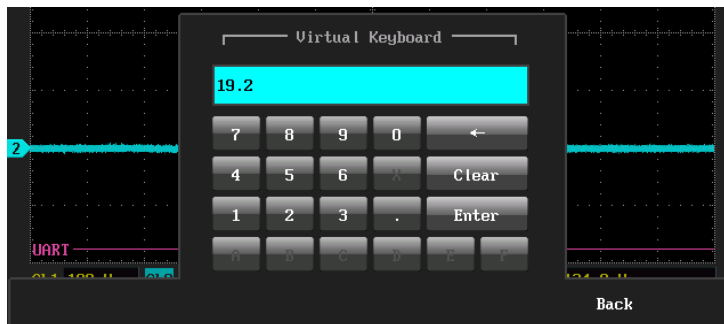 Virtual Keyboard
19.2
7 8 9 0 ←
2
4 5 6 X Clear
1 2 3 . Enter
UART
A B C D E F
Back